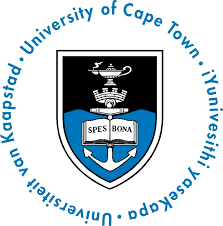 University of Cape Town · iYunivesithi yaseKapa · Universiteit van Kaapstad ·
SPES BONA